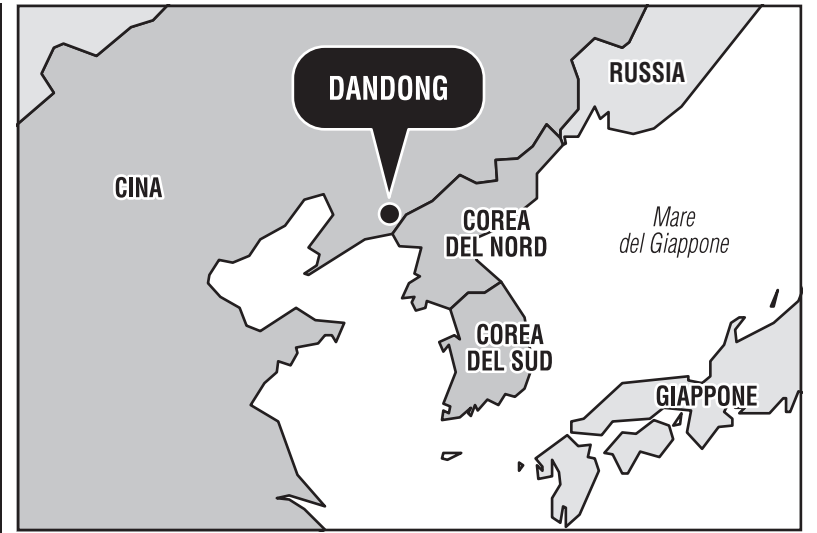 DANDONG
RUSSIA
CINA
COREA
DEL NORD
Mare
del Giappone
COREA
DEL SUD
GIAPPONE